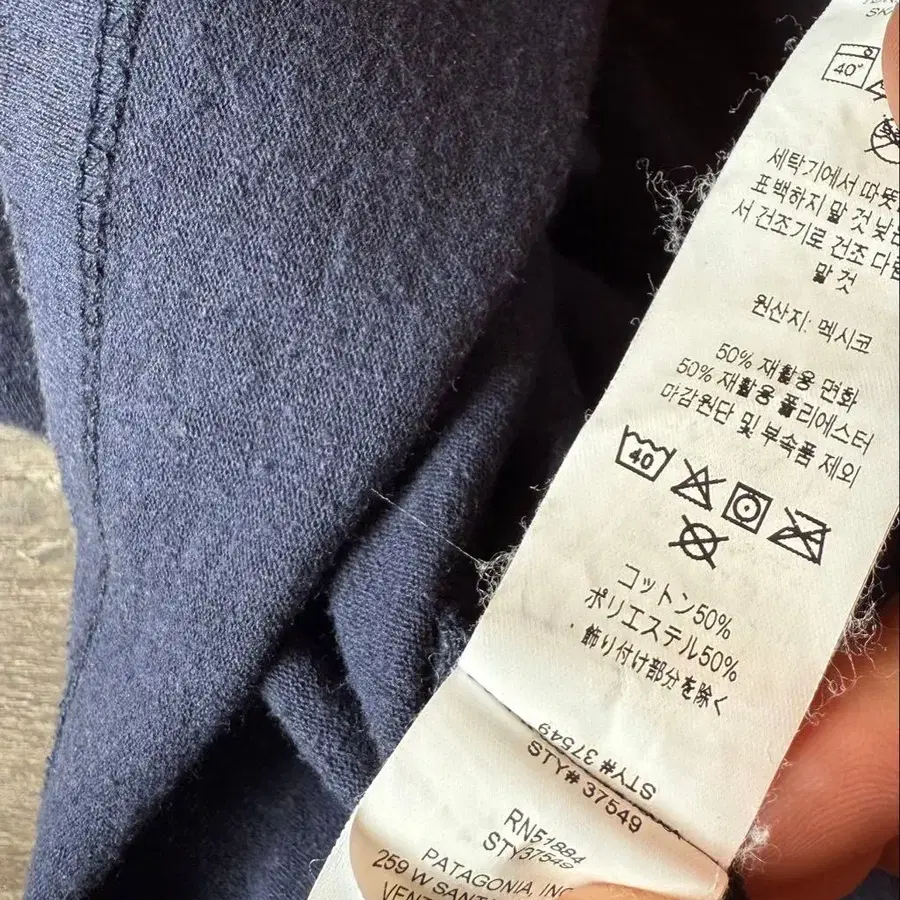 40°
세탁기에서
표백하지 말 것
서 건조기로 건조
말 것
원산지: 멕시코
50% 재활용 면화
50% 재활용 폴리에스터
마감원단 및 부속품 제외
40
コットン50%
ポリエステル50%
・飾り付け部分を除く
STY# 37549
STY# 37549
RN51884
STY37549
PATAGONIA, INC
259 W SANT
VENT